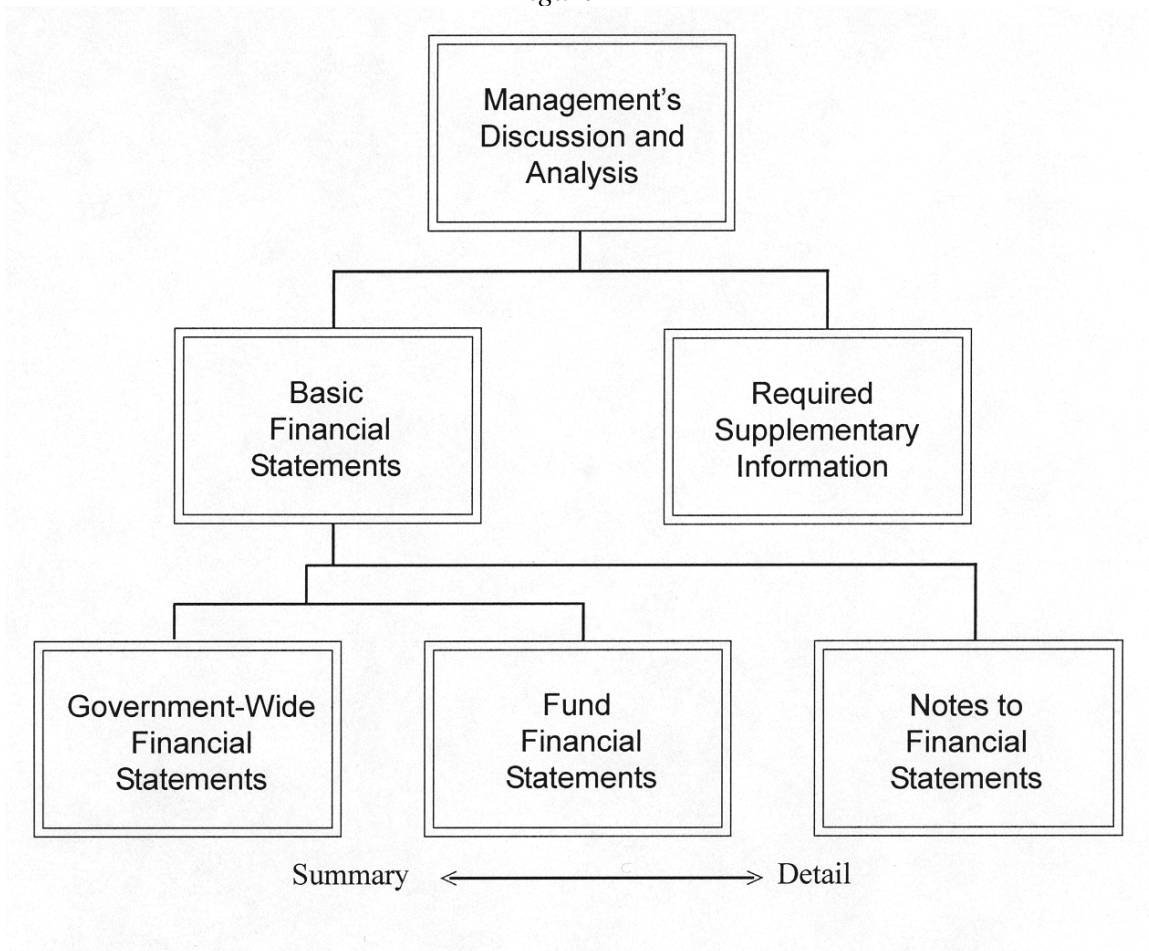 Management's
Discussion and
Analysis
Basic
Financial
Statements
Required
Supplementary
Information
Government-Wide
Financial
Statements
Fund
Financial
Statements
Notes to
Financial
Statements
Summary
Detail